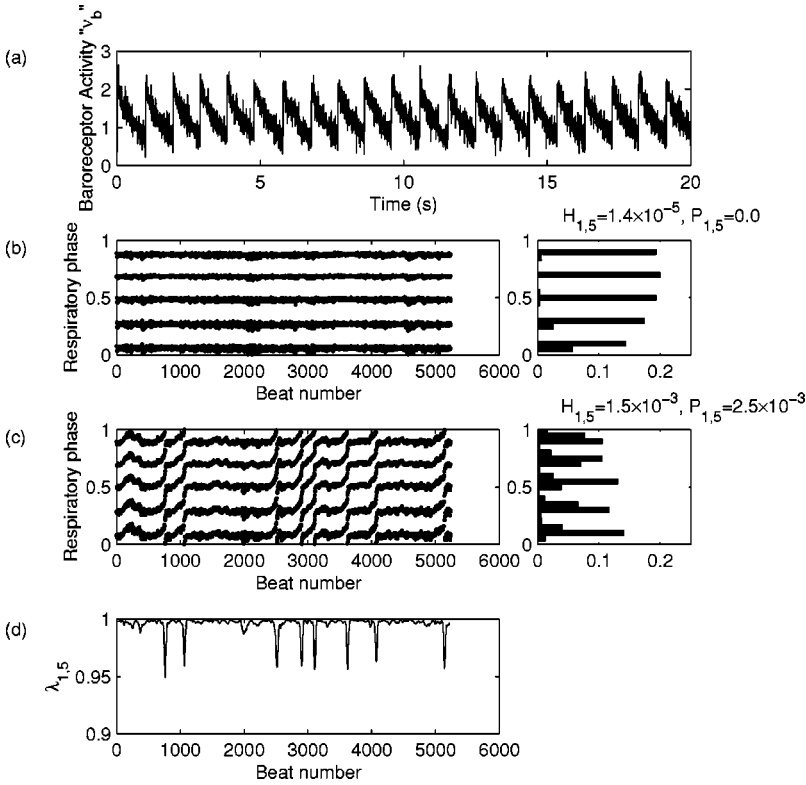 (a)
Baroreceptor Activity "ν_b"
3
2
1
0
0 5 10 15 20
Time (s)
H_{1,5}=1.4×10^{-5}, P_{1,5}=0.0
(b)
Respiratory phase
1
0.5
0
0 1000 2000 3000 4000 5000 6000
Beat number
1
0.5
0
0 0.1 0.2
H_{1,5}=1.5×10^{-3}, P_{1,5}=2.5×10^{-3}
(c)
Respiratory phase
1
0.5
0
0 1000 2000 3000 4000 5000 6000
Beat number
1
0.5
0
0 0.1 0.2
(d)
λ_{1,5}
1
0.95
0.9
0 1000 2000 3000 4000 5000 6000
Beat number